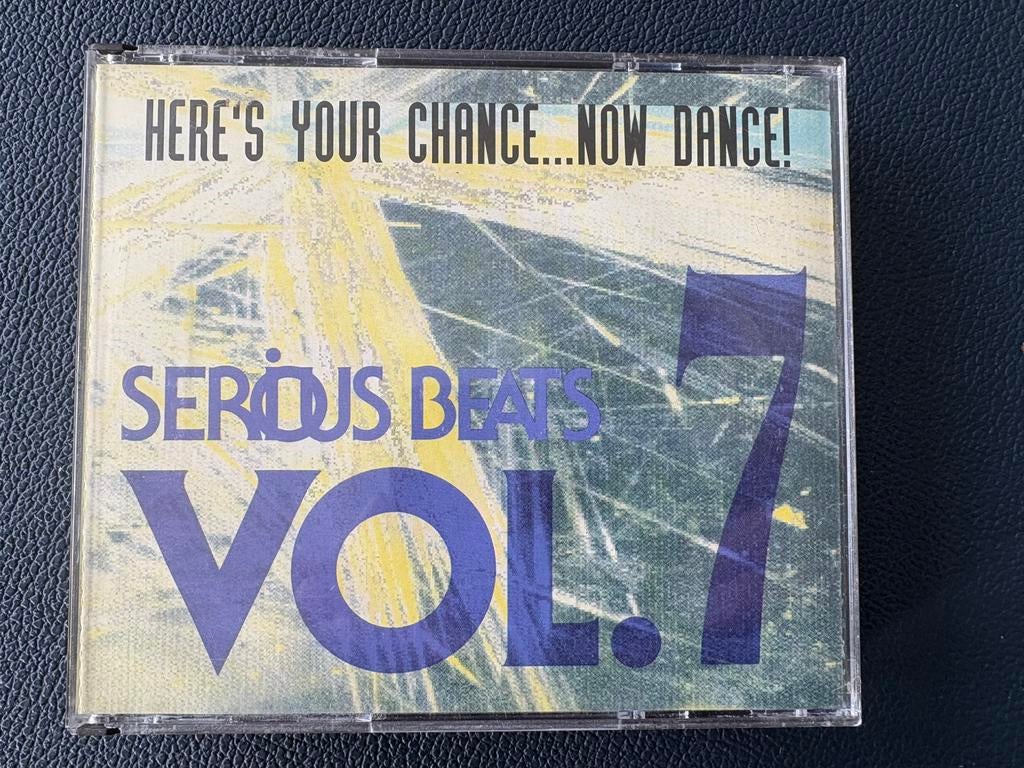 HERE'S YOUR CHANCE...NOW DANCE!
SERiOUS BEATS
VOL.7